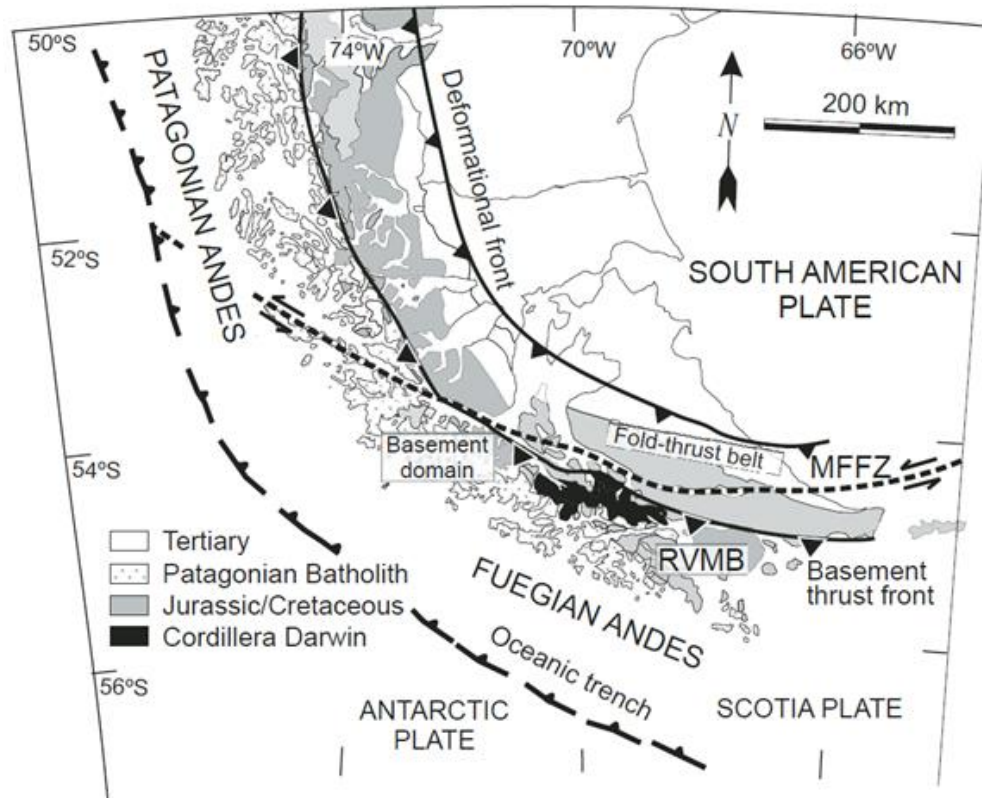 50ºS
74ºW
70ºW
66ºW
200 km
N
PATAGONIAN ANDES
Deformational front
52ºS
SOUTH AMERICAN
PLATE
Basement
domain
Fold-thrust belt
MFFZ
54ºS
Tertiary
Patagonian Batholith
Jurassic/Cretaceous
Cordillera Darwin
RVMB
Basement
thrust front
FUEGIAN ANDES
Oceanic trench
56ºS
ANTARCTIC
PLATE
SCOTIA PLATE